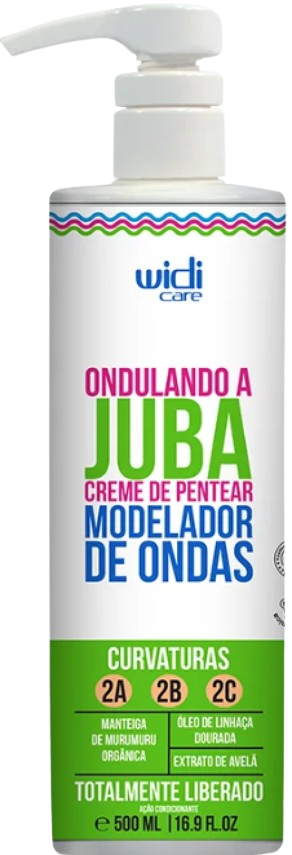 widi
care
ONDULANDO A
JUBA
CREME DE PENTEAR
MODELADOR
DE ONDAS
CURVATURAS
2A 2B 2C
MANTEIGA
DE MURUMURU
ORGÂNICA
ÓLEO DE LINHAÇA
DOURADA
EXTRATO DE AVELÃ
TOTALMENTE LIBERADO
AÇÃO CONDICIONANTE
e 500 ML | 16.9 FL.OZ